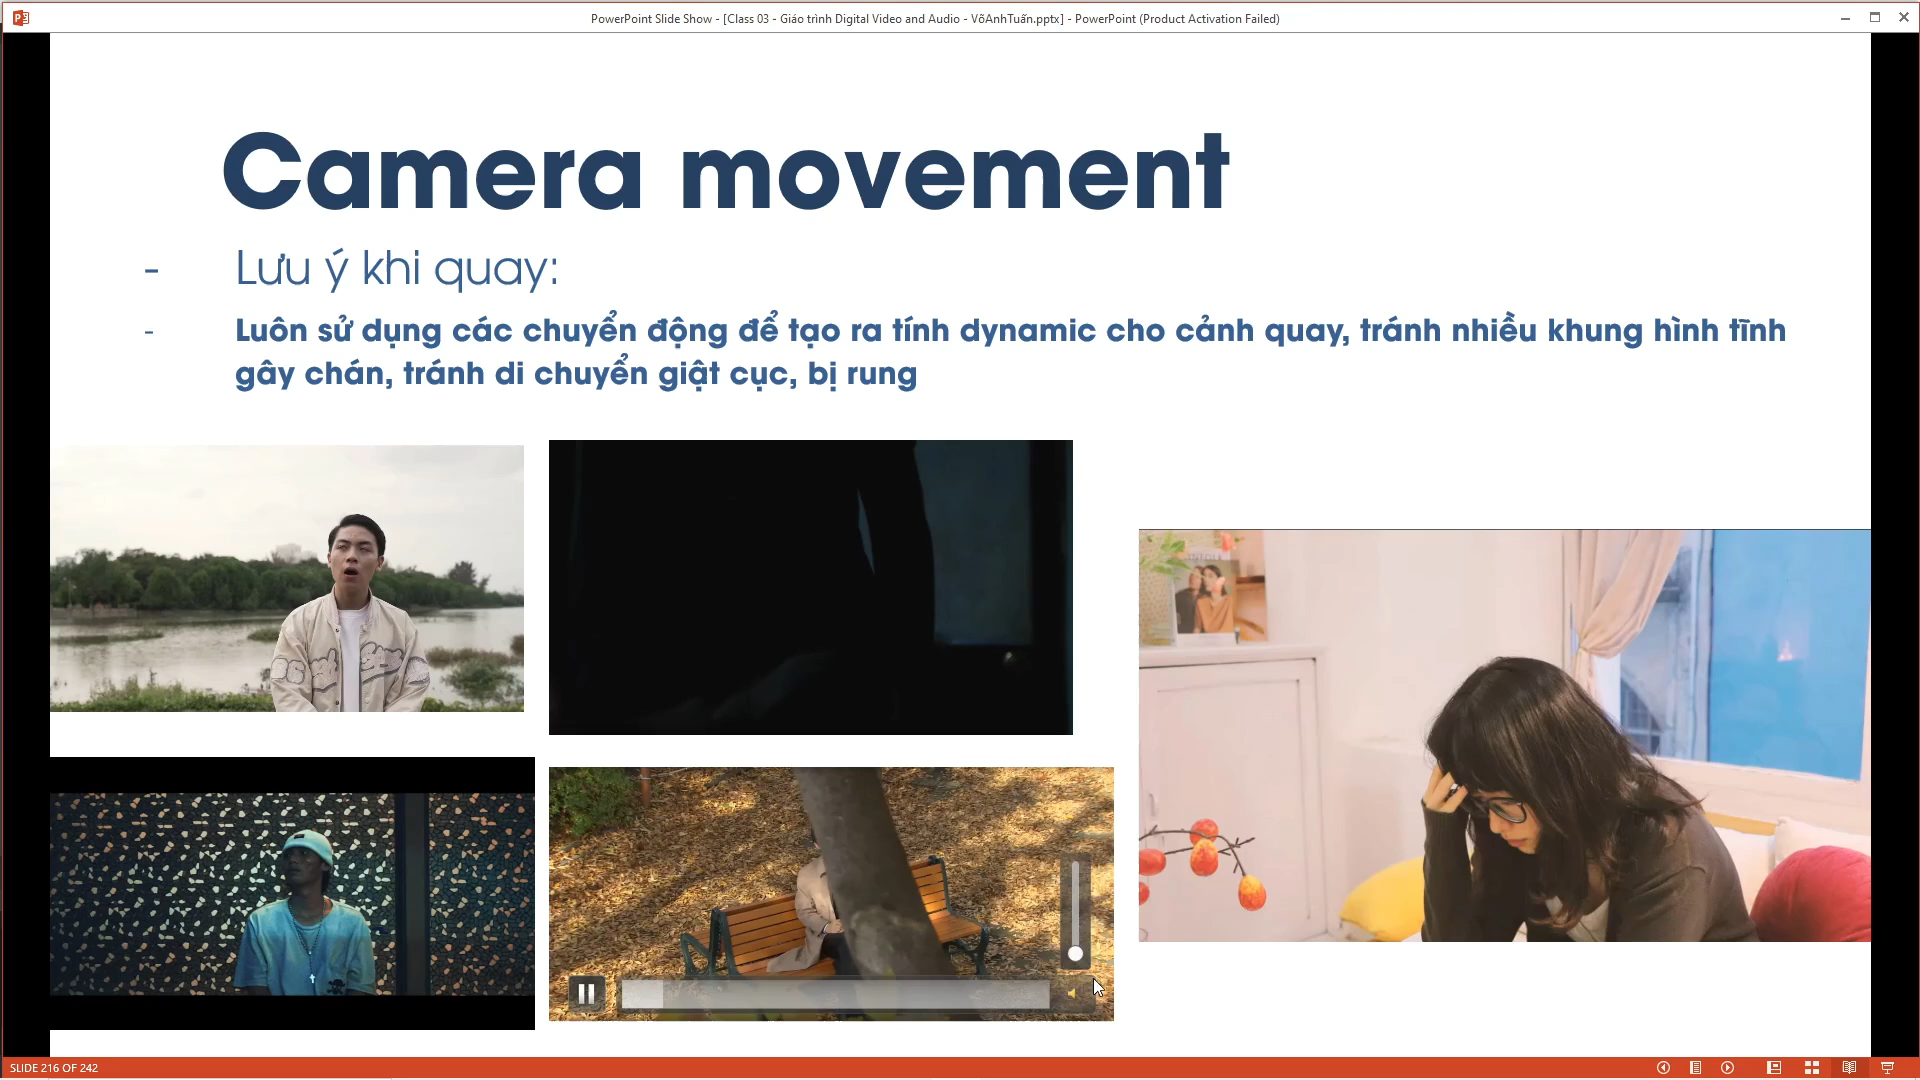 PowerPoint Slide Show - [Class 03 - Giáo trình Digital Video and Audio - VõAnhTuấn.pptx] - PowerPoint (Product Activation Failed)
Camera movement
- Lưu ý khi quay:
- Luôn sử dụng các chuyển động để tạo ra tính dynamic cho cảnh quay, tránh nhiều khung hình tĩnh
gây chán, tránh di chuyển giật cục, bị rung
SLIDE 216 OF 242